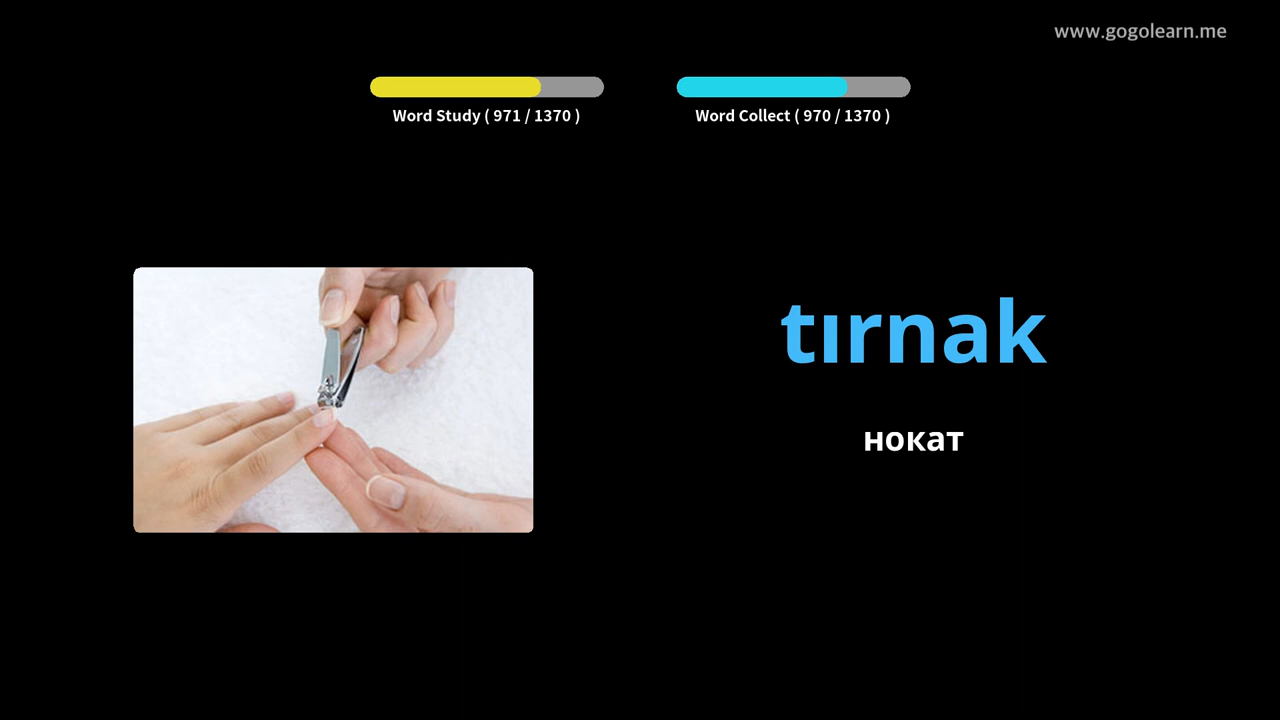 www.gogolearn.me
Word Study ( 971 / 1370 )
Word Collect ( 970 / 1370 )
tırnak
нокат